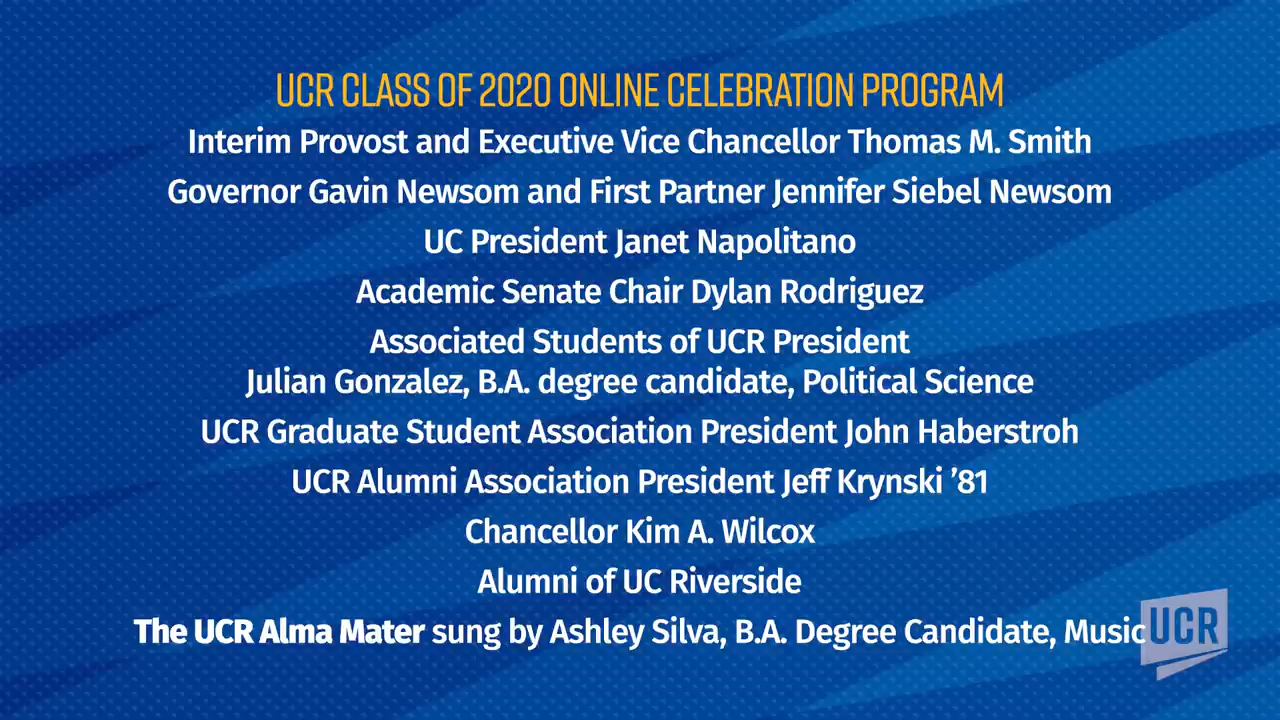 UCR CLASS OF 2020 ONLINE CELEBRATION PROGRAM
Interim Provost and Executive Vice Chancellor Thomas M. Smith
Governor Gavin Newsom and First Partner Jennifer Siebel Newsom
UC President Janet Napolitano
Academic Senate Chair Dylan Rodriguez
Associated Students of UCR President
Julian Gonzalez, B.A. degree candidate, Political Science
UCR Graduate Student Association President John Haberstroh
UCR Alumni Association President Jeff Krynski ’81
Chancellor Kim A. Wilcox
Alumni of UC Riverside
The UCR Alma Mater sung by Ashley Silva, B.A. Degree Candidate, Music
UCR